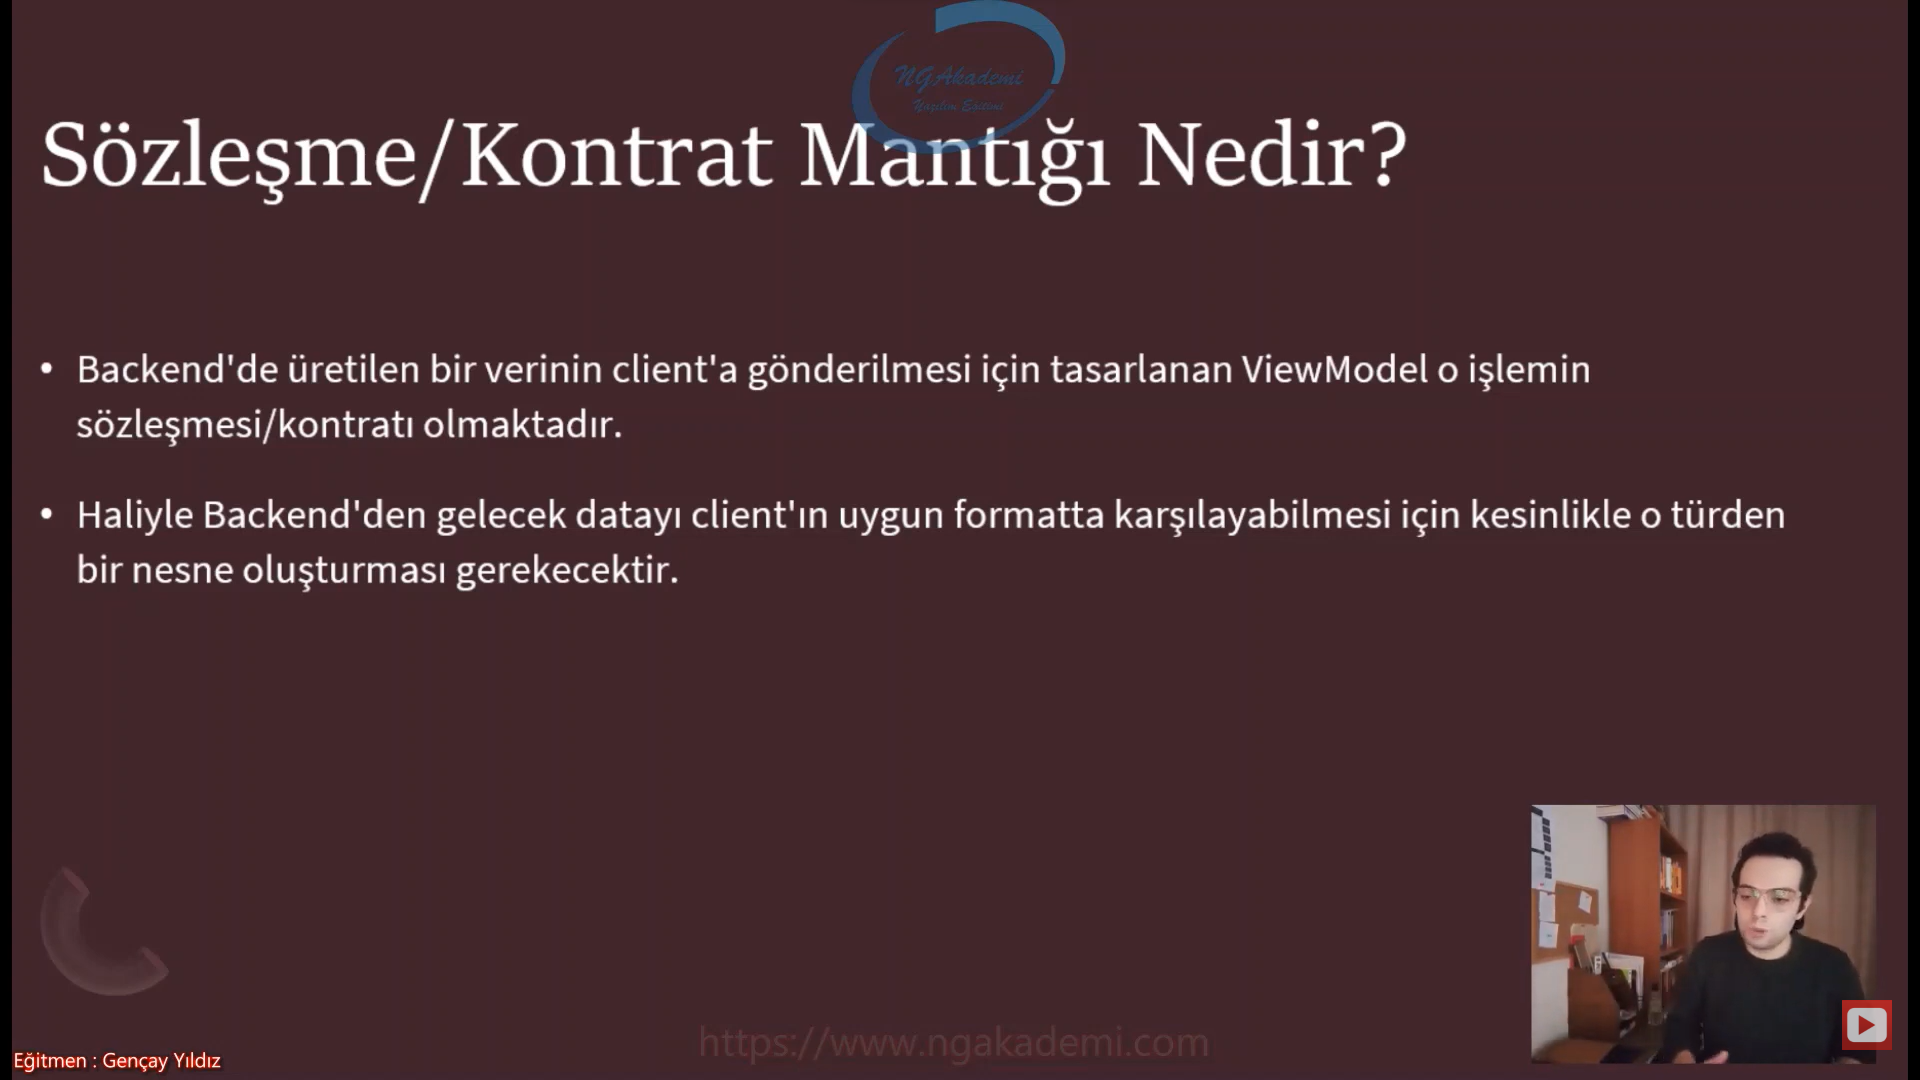 NGAkademi
Yazılım Eğitimi
Sözleşme/Kontrat Mantığı Nedir?
• Backend'de üretilen bir verinin client'a gönderilmesi için tasarlanan ViewModel o işlemin
sözleşmesi/kontratı olmaktadır.
• Haliyle Backend'den gelecek datayı client'ın uygun formatta karşılayabilmesi için kesinlikle o türden
bir nesne oluşturması gerekecektir.
https://www.ngakademi.com
Eğitmen : Gençay Yıldız